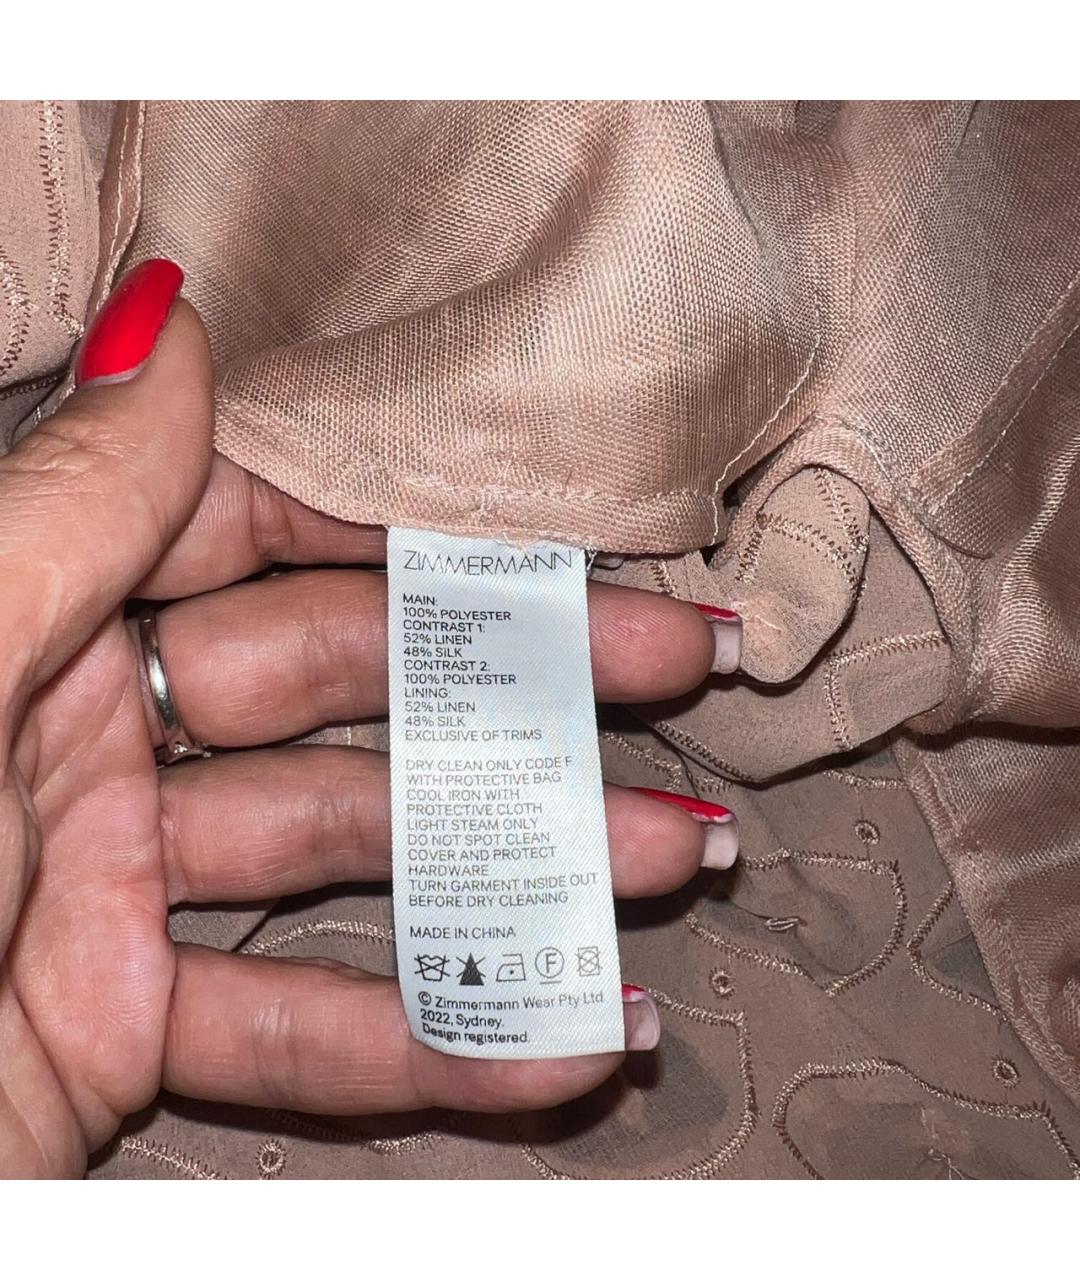 ZIMMERMANN
MAIN:
100% POLYESTER
CONTRAST 1:
52% LINEN
48% SILK
CONTRAST 2:
100% POLYESTER
LINING:
52% LINEN
48% SILK
EXCLUSIVE OF TRIMS
DRY CLEAN ONLY CODE F
WITH PROTECTIVE BAG
COOL IRON WITH
PROTECTIVE CLOTH
LIGHT STEAM ONLY
DO NOT SPOT CLEAN
COVER AND PROTECT
HARDWARE
TURN GARMENT INSIDE OUT
BEFORE DRY CLEANING
MADE IN CHINA
F
© Zimmermann Wear Pty Ltd
2022, Sydney.
Design registered.